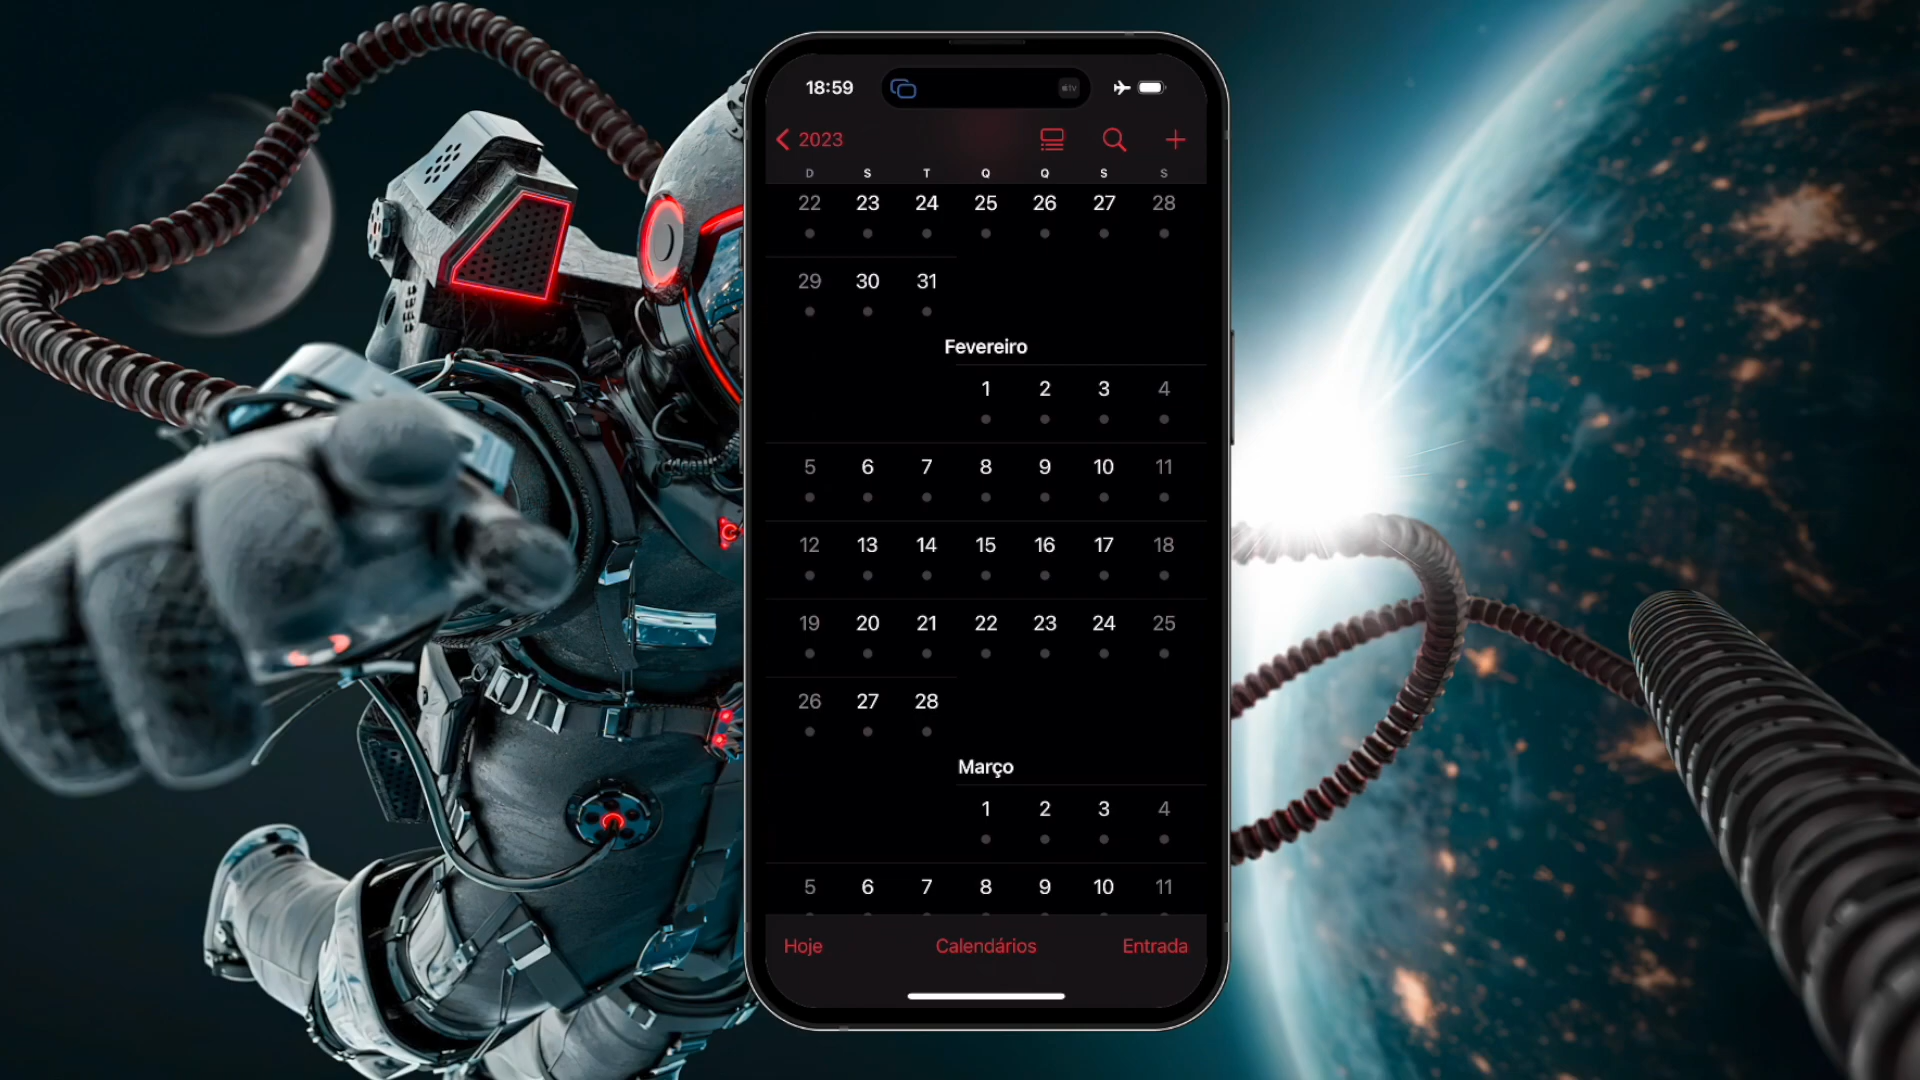 18:59
tv
2023
D S T Q Q S S
22 23 24 25 26 27 28
29 30 31
Fevereiro
1 2 3 4
5 6 7 8 9 10 11
12 13 14 15 16 17 18
19 20 21 22 23 24 25
26 27 28
Março
1 2 3 4
5 6 7 8 9 10 11
Hoje Calendários Entrada